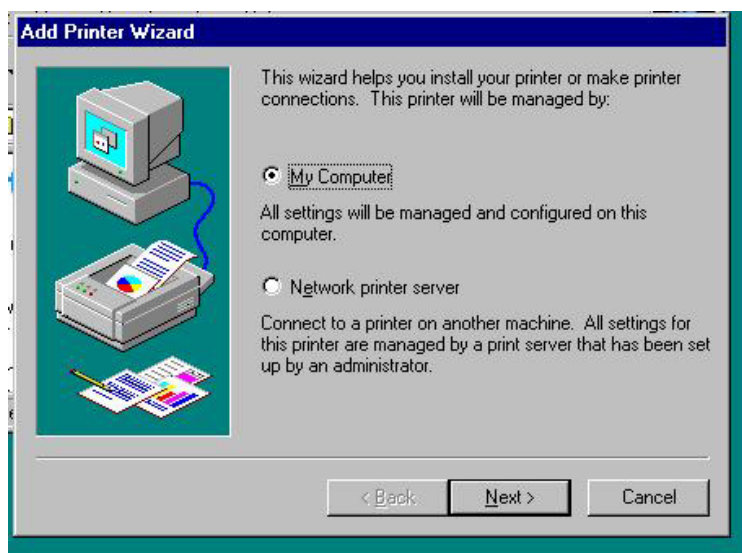 Add Printer Wizard
This wizard helps you install your printer or make printer
connections.  This printer will be managed by:
My Computer
All settings will be managed and configured on this
computer.
Network printer server
Connect to a printer on another machine.  All settings for
this printer are managed by a print server that has been set
up by an administrator.
< Back Next > Cancel